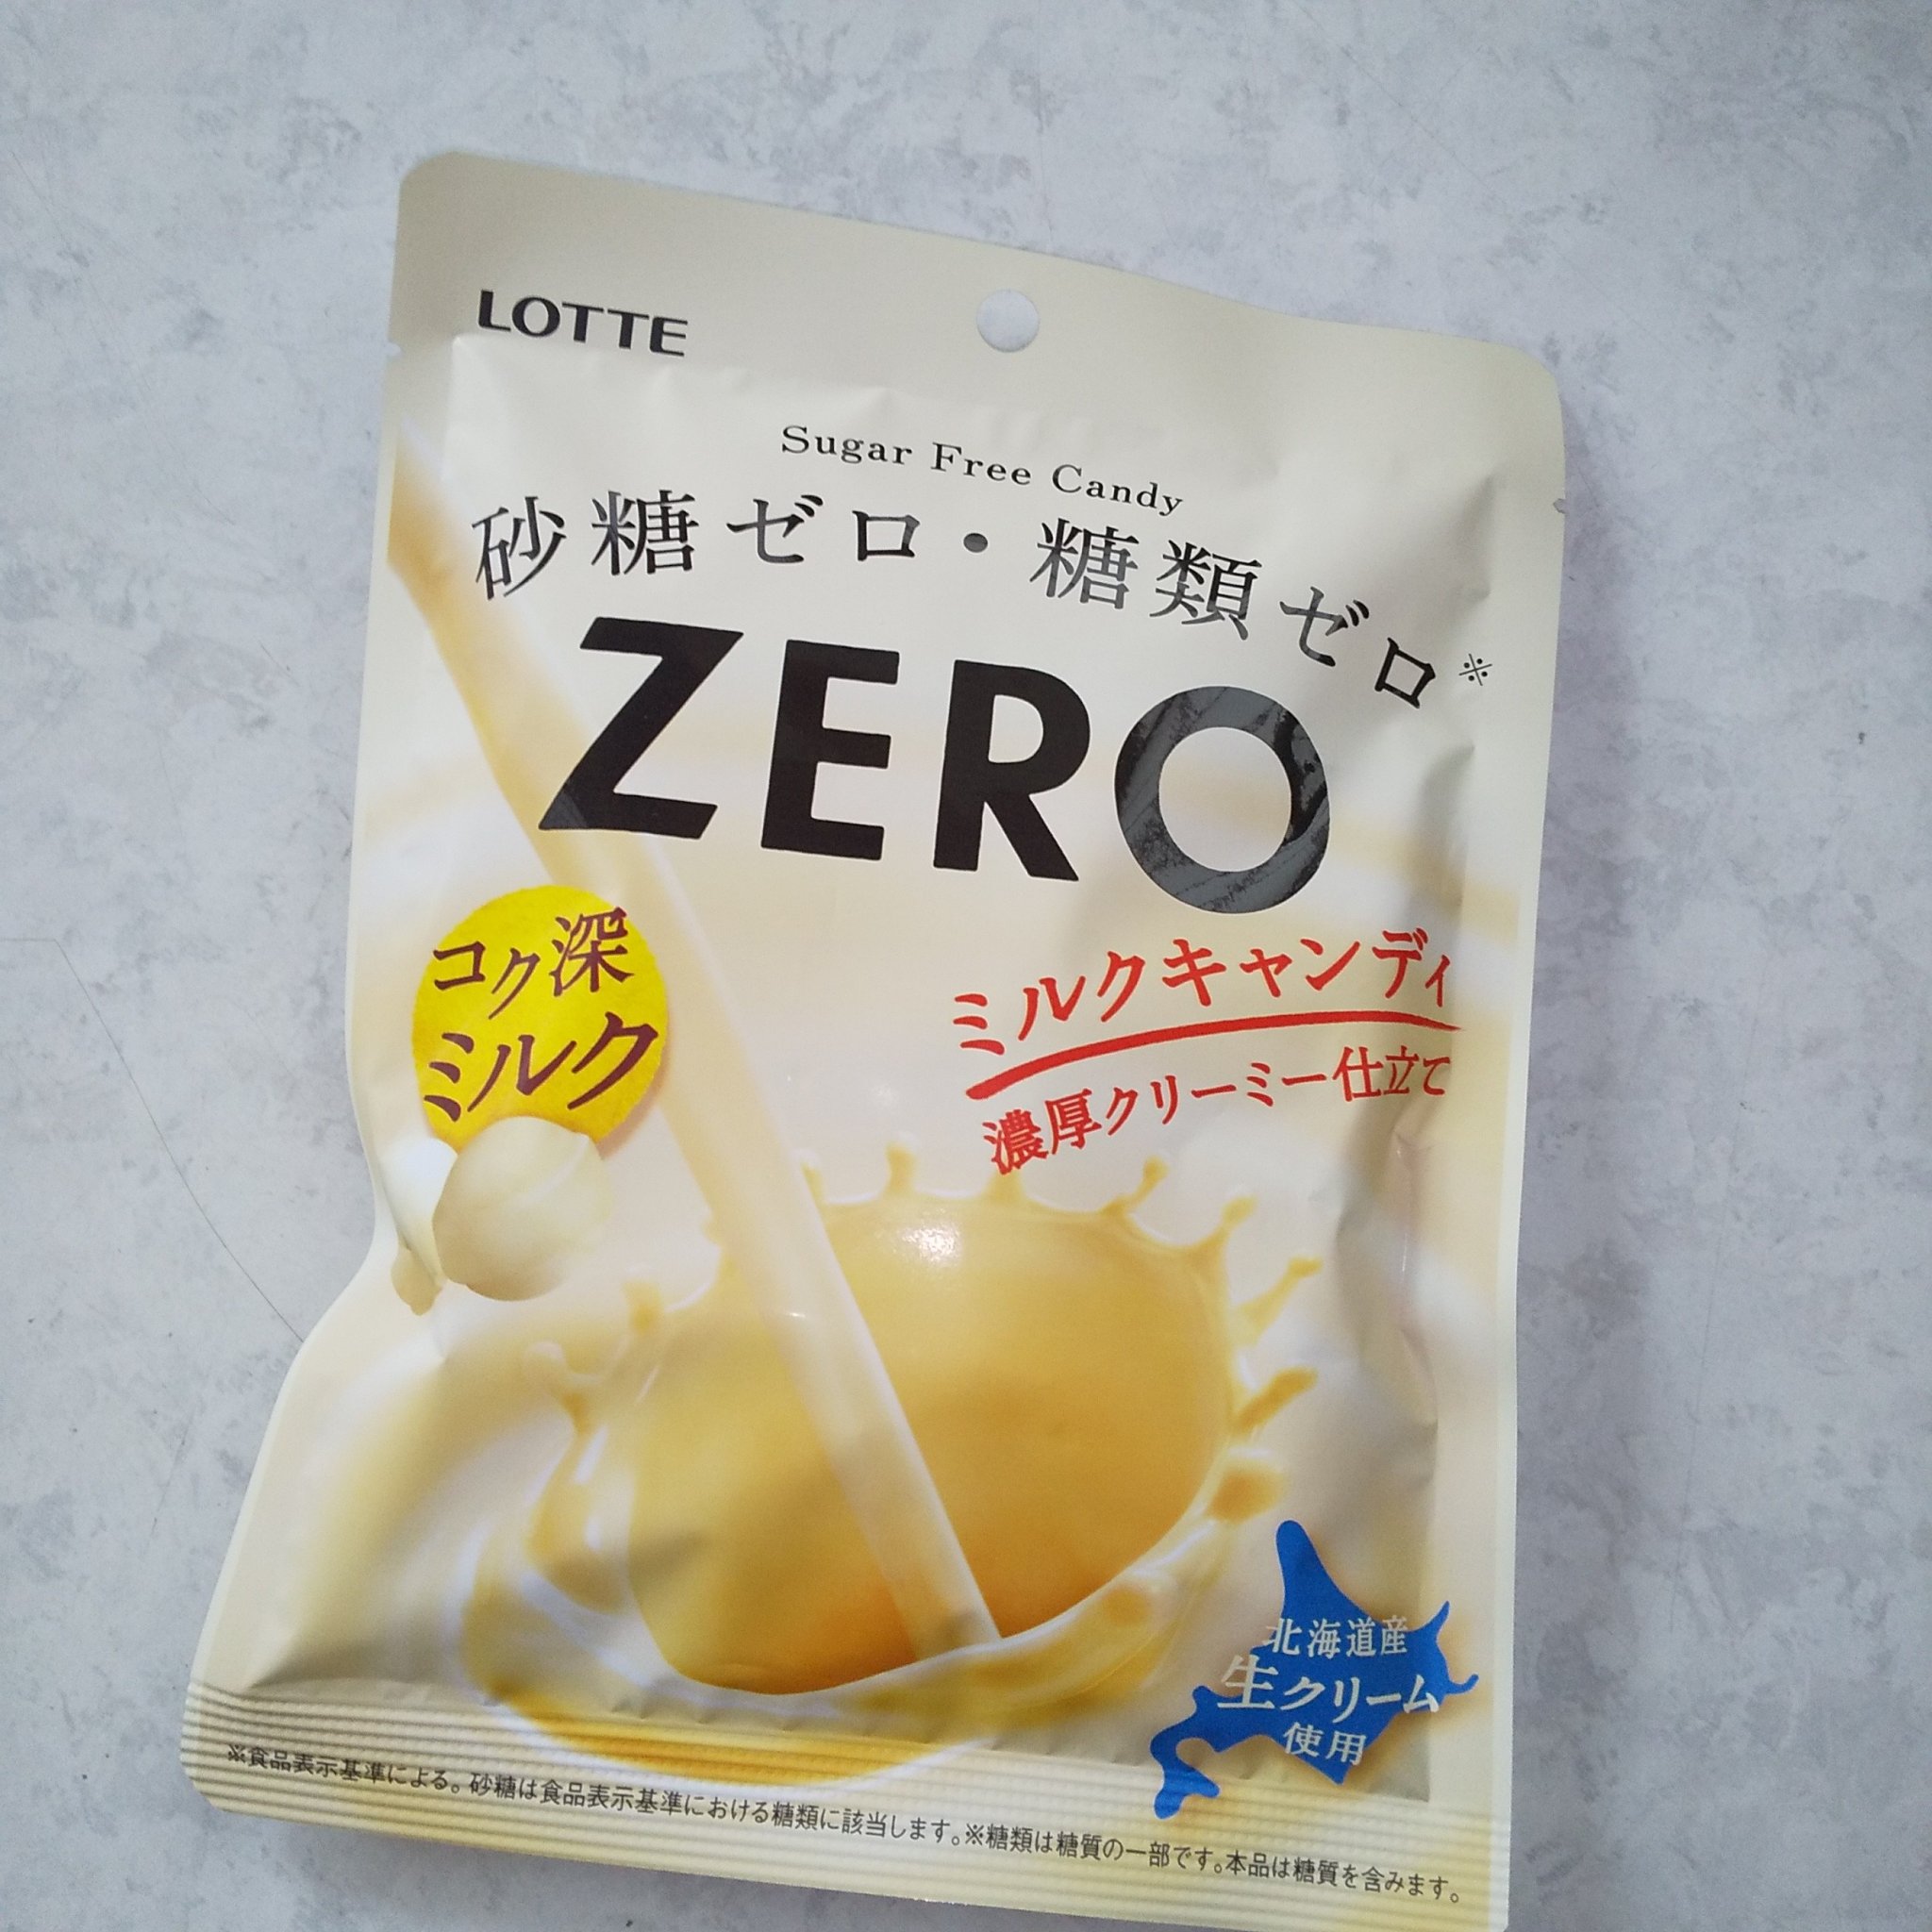 LOTTE
Sugar Free Candy
砂糖ゼロ・糖類ゼロ※
ZERO
コク深
ミルク
ミルクキャンディ
濃厚クリーミー仕立て
北海道産
生クリーム
使用
※食品表示基準による。砂糖は食品表示基準における糖類に該当します。※糖類は糖質の一部です。本品は糖質を含みます。